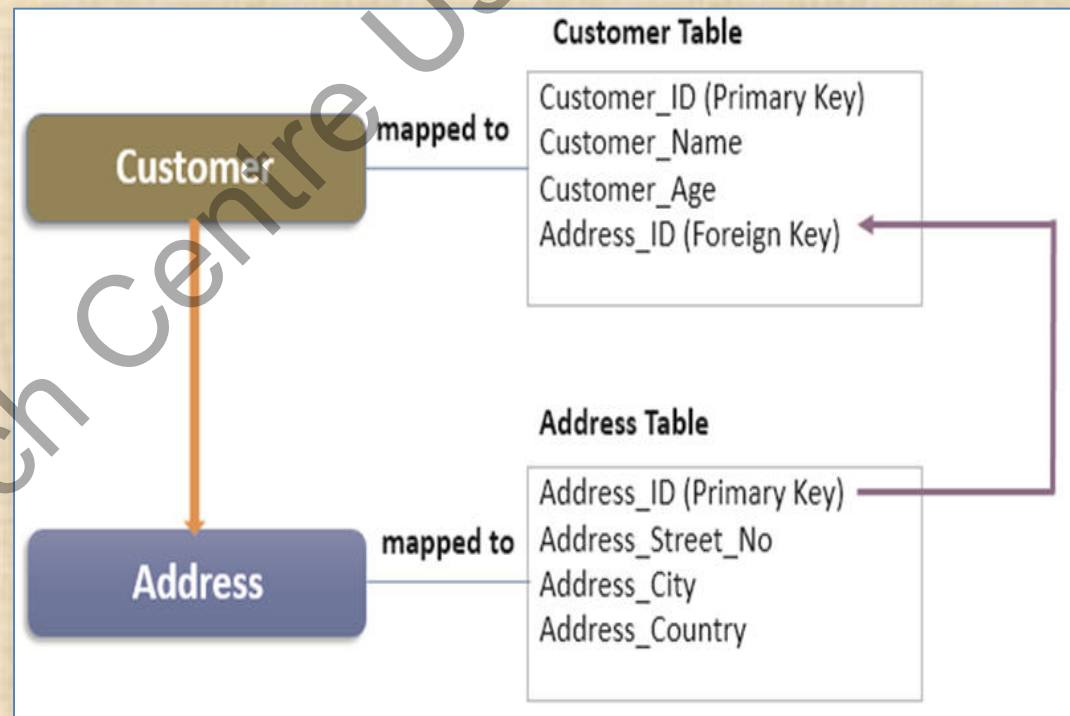 Customer Table
Customer
mapped to
Customer_ID (Primary Key)
Customer_Name
Customer_Age
Address_ID (Foreign Key)
Address Table
Address
mapped to
Address_ID (Primary Key)
Address_Street_No
Address_City
Address_Country
Centre